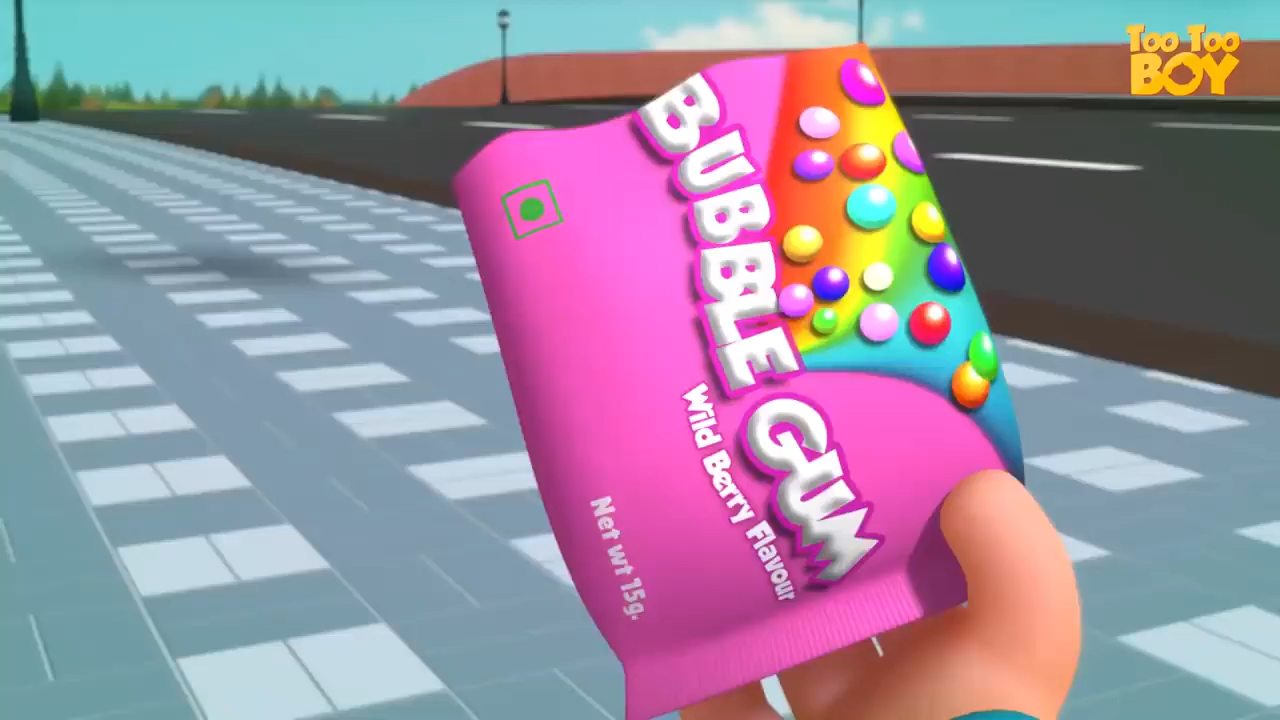 Too Too
BOY
BUBBLE GUM
Wild Berry Flavour
Net wt 15g.